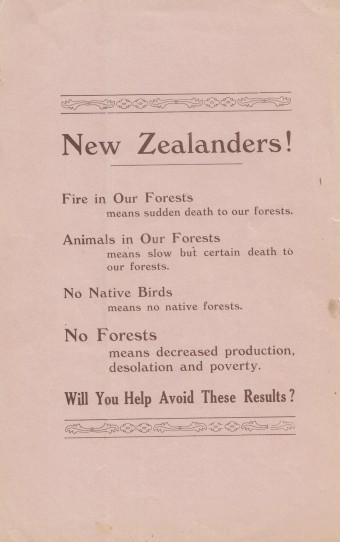 New Zealanders!
Fire in Our Forests
means sudden death to our forests.
Animals in Our Forests
means slow but certain death to
our forests.
No Native Birds
means no native forests.
No Forests
means decreased production,
desolation and poverty.
Will You Help Avoid These Results?